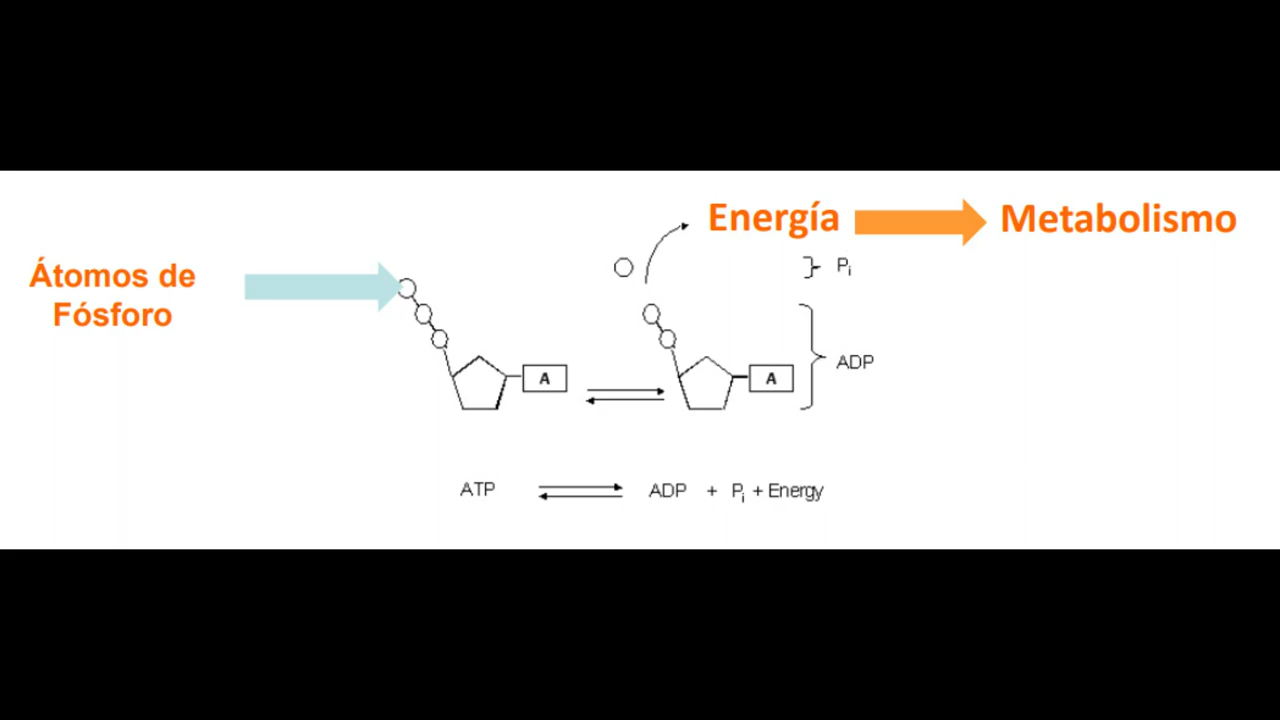 Energía
Metabolismo
Átomos de
Fósforo
Pi
A
A
ADP
ATP
ADP + Pi + Energy